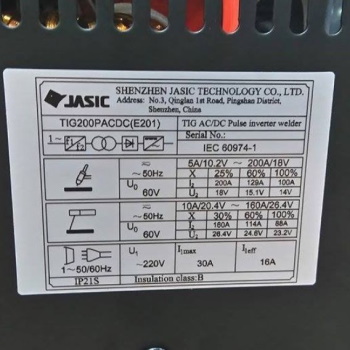 JASIC
SHENZHEN JASIC TECHNOLOGY CO., LTD.
Address: No.3, Qinglan 1st Road, Pingshan District,
Shenzhen, China
TIG200PACDC(E201) TIG AC/DC Pulse inverter welder
1~ Serial No.:
IEC 60974-1
5A/10.2V ~ 200A/18V
~50Hz X 25% 60% 100%
U0 60V I2 200A 129A 100A
U2 18V 15.1V 14V
10A/20.4V ~ 160A/26.4V
~50Hz X 30% 60% 100%
U0 60V I2 160A 114A 88A
U2 26.4V 24.6V 23.2V
1~50/60Hz U1 ~220V I1max 30A I1eff 16A
IP21S Insulation class:B